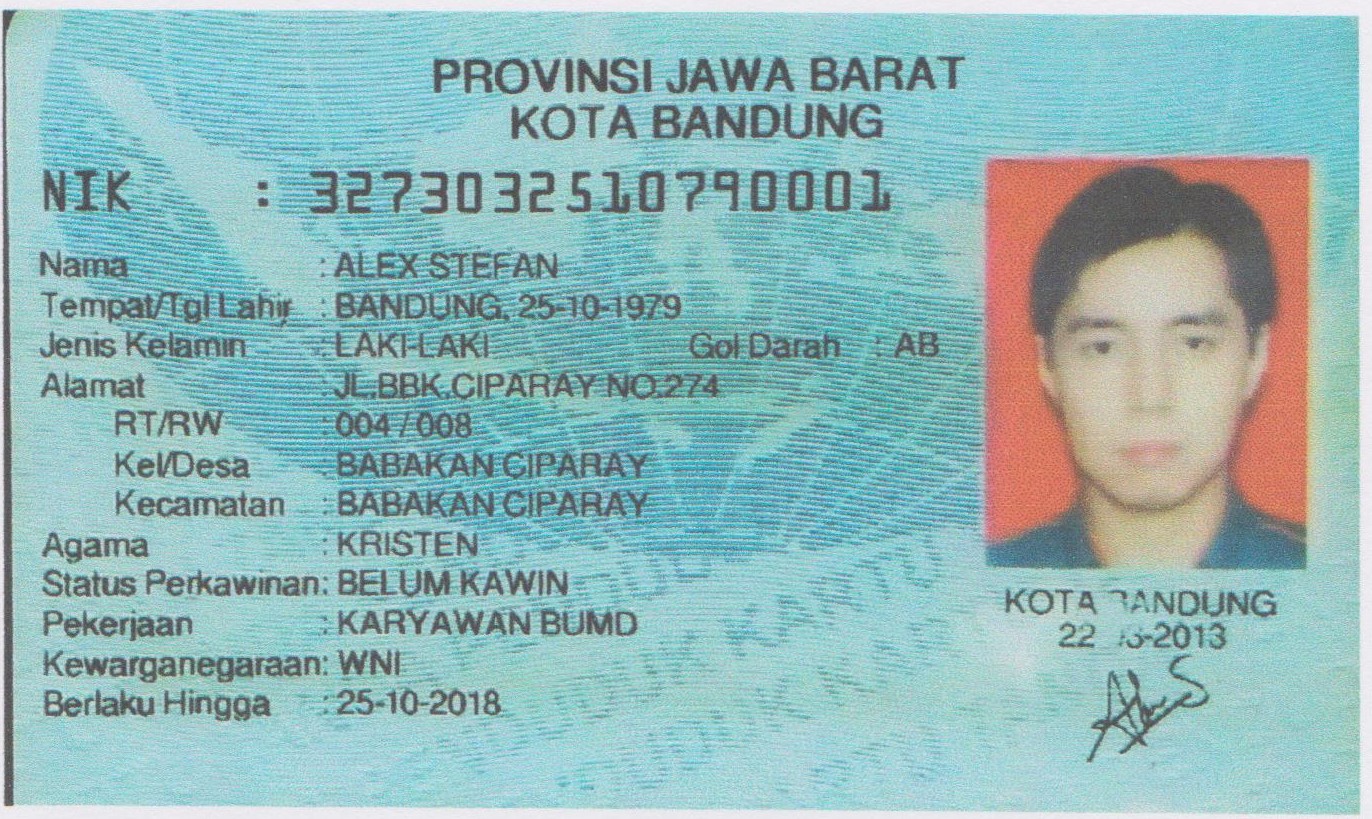 PROVINSI JAWA BARAT
KOTA BANDUNG
NIK : 3273032510790001
Nama : ALEX STEFAN
Tempat/Tgl Lahir : BANDUNG, 25-10-1979
Jenis Kelamin : LAKI-LAKI Gol Darah : AB
Alamat : JL.BBK.CIPARAY NO.274
RT/RW : 004 / 008
Kel/Desa : BABAKAN CIPARAY
Kecamatan : BABAKAN CIPARAY
Agama : KRISTEN
Status Perkawinan: BELUM KAWIN
Pekerjaan : KARYAWAN BUMD
Kewarganegaraan: WNI
Berlaku Hingga : 25-10-2018
KOTA BANDUNG
22 -2013